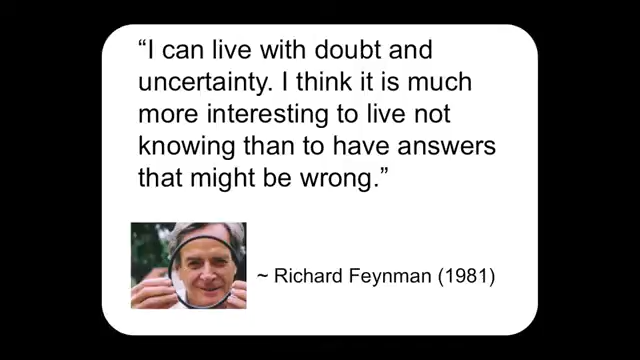 “I can live with doubt and
uncertainty. I think it is much
more interesting to live not
knowing than to have answers
that might be wrong.”
~ Richard Feynman (1981)